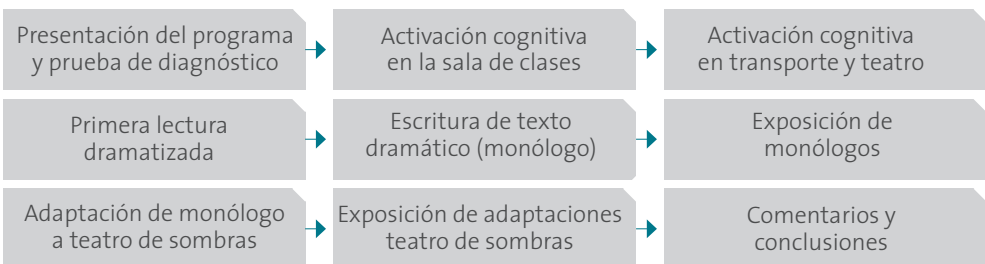 Presentación del programa
y prueba de diagnóstico
Activación cognitiva
en la sala de clases
Activación cognitiva
en transporte y teatro
Primera lectura
dramatizada
Escritura de texto
dramático (monólogo)
Exposición de
monólogos
Adaptación de monólogo
a teatro de sombras
Exposición de adaptaciones
teatro de sombras
Comentarios y
conclusiones